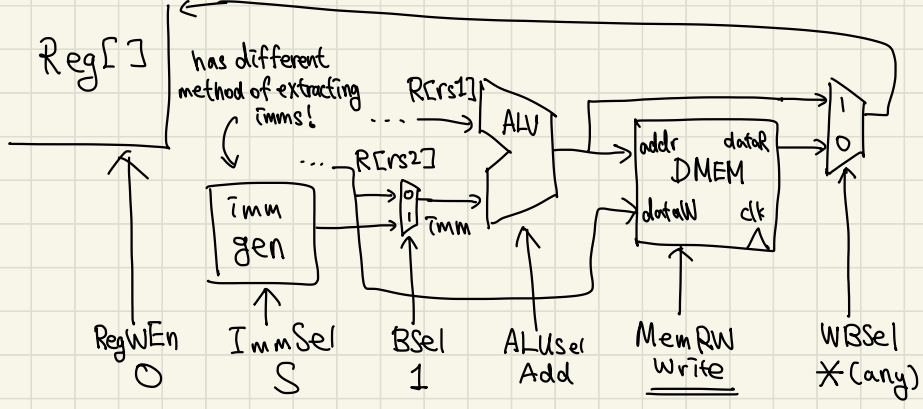 Reg[]
has different
method of extracting
imms!
R[rs1]
ALU
1
0
addr dataR
DMEM
dataW clk
... R[rs2]
0
1
imm
imm
gen
RegWEn
0
ImmSel
S
BSel
1
ALUsel
Add
MemRW
Write
WBSel
*(any)